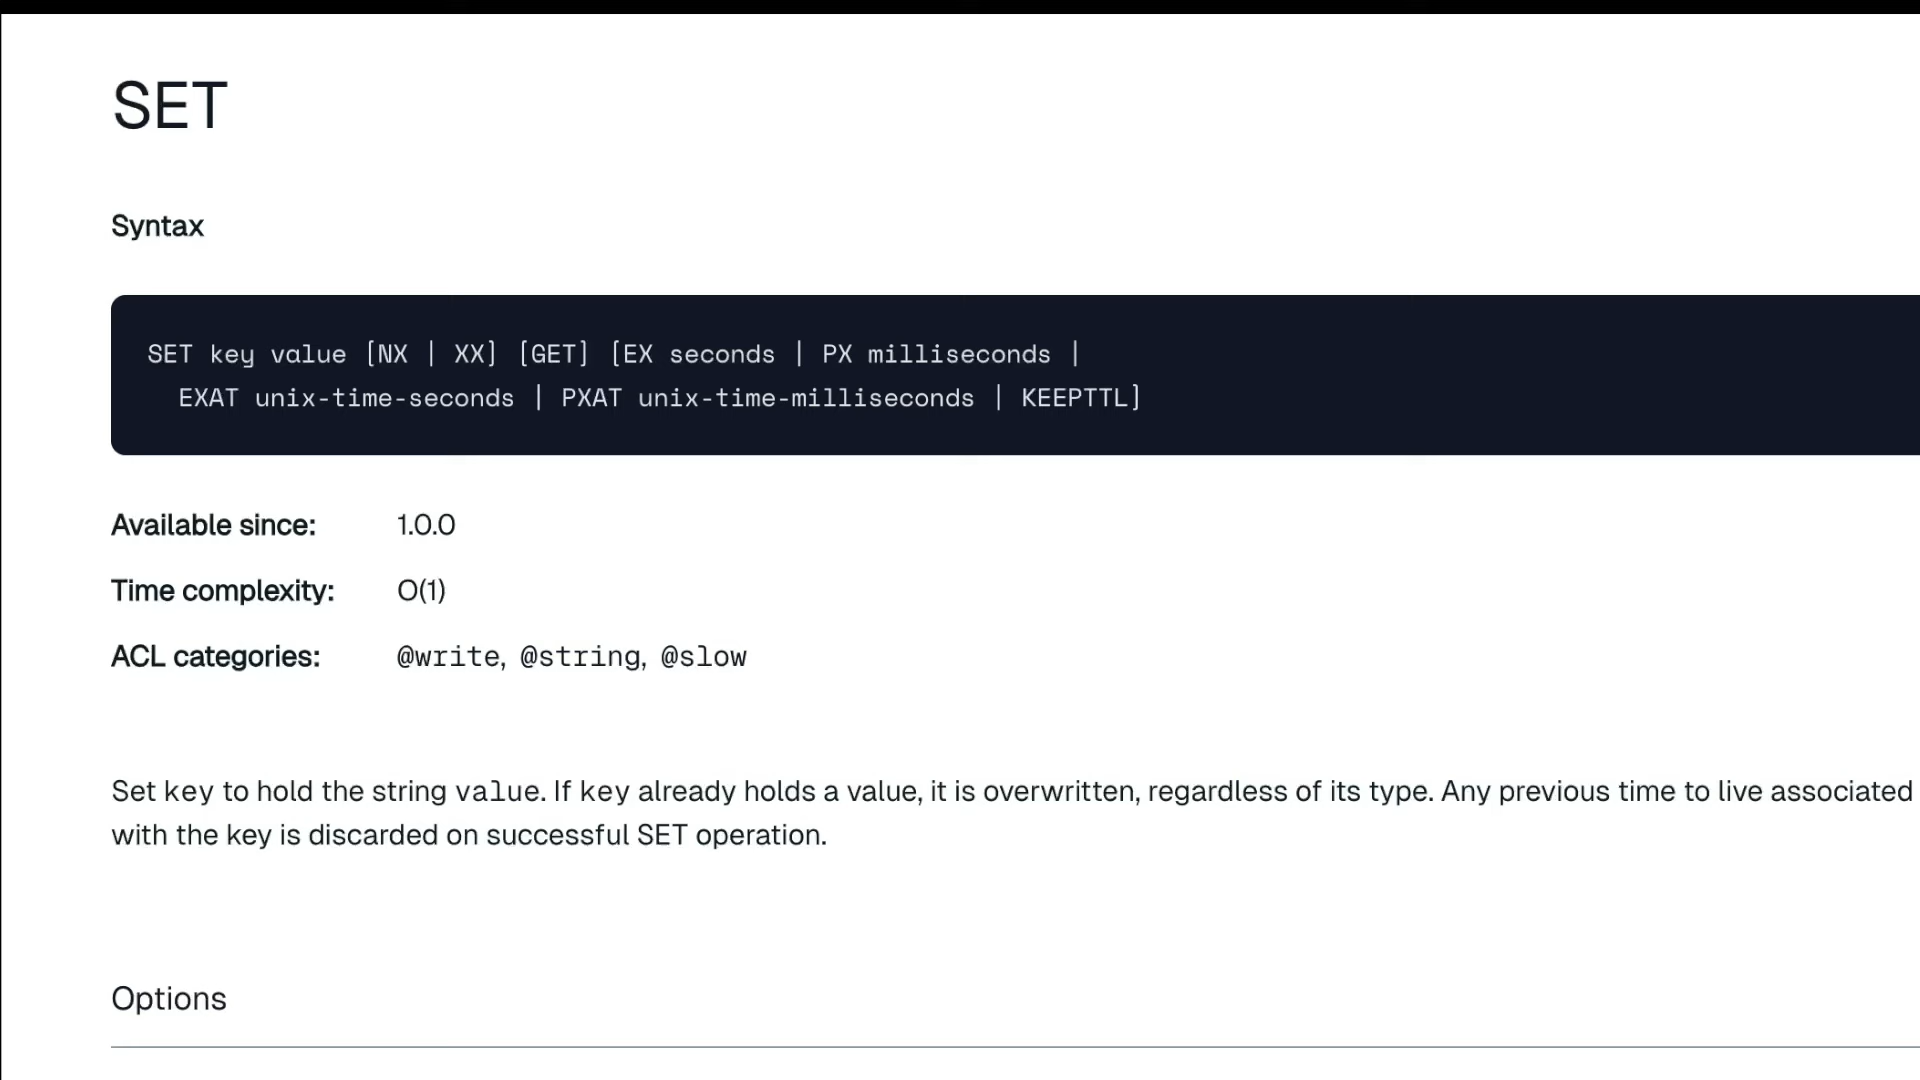 SET
Syntax
SET key value [NX | XX] [GET] [EX seconds | PX milliseconds |
EXAT unix-time-seconds | PXAT unix-time-milliseconds | KEEPTTL]
Available since: 1.0.0
Time complexity: O(1)
ACL categories: @write, @string, @slow
Set key to hold the string value. If key already holds a value, it is overwritten, regardless of its type. Any previous time to live associated
with the key is discarded on successful SET operation.
Options